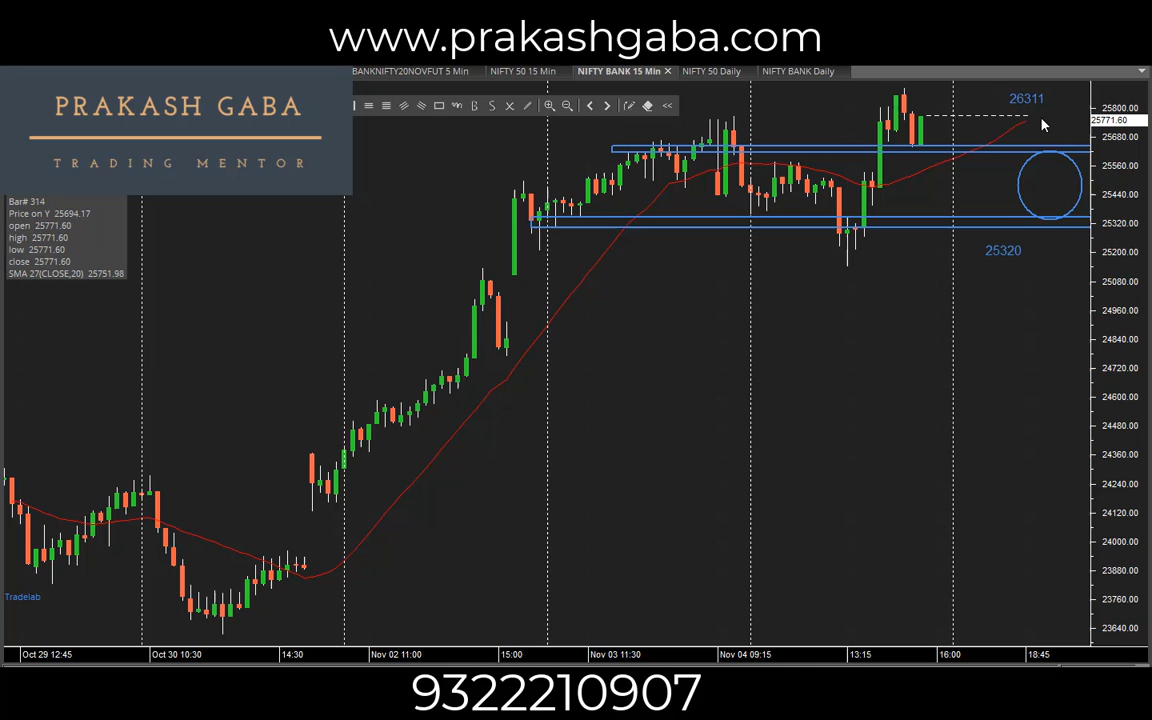 www.prakashgaba.com
BANKNIFTY20NOVFUT 5 Min NIFTY 50 15 Min NIFTY BANK 15 Min NIFTY 50 Daily NIFTY BANK Daily
PRAKASH GABA
TRADING MENTOR
26311
25800.00
25771.60
25680.00
25560.00
25440.00
25320.00
25320
25200.00
25080.00
24960.00
24840.00
24720.00
24600.00
24480.00
24360.00
24240.00
24120.00
24000.00
23880.00
23760.00
23640.00
Bar# 314
Price on Y 25694.17
open 25771.60
high 25771.60
low 25771.60
close 25771.60
SMA 27(CLOSE,20) 25751.98
Tradelab
Oct 29 12:45 Oct 30 10:30 14:30 Nov 02 11:00 15:00 Nov 03 11:30 Nov 04 09:15 13:15 16:00 18:45
9322210907